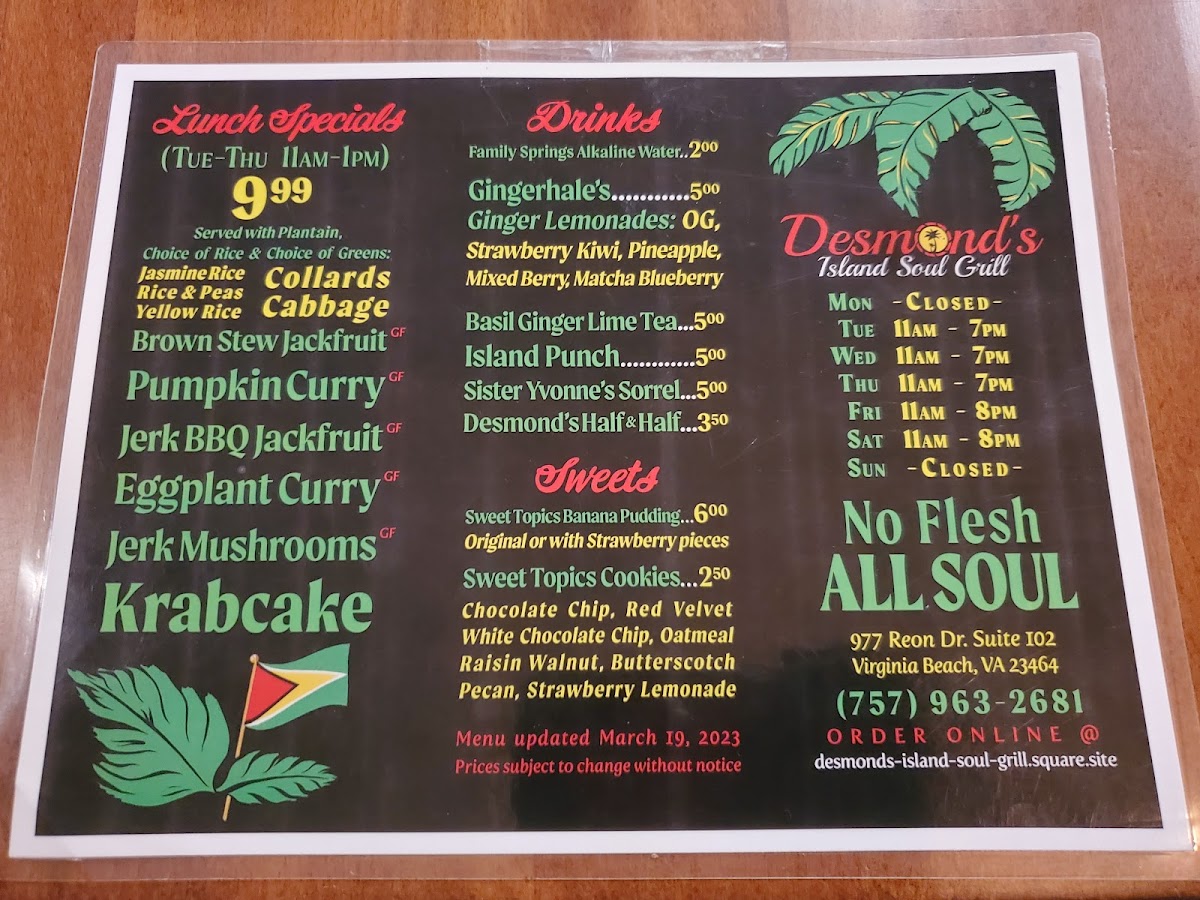 Lunch Specials
(Tue-Thu 11am-1pm)
9.99
Served with Plantain,
Choice of Rice & Choice of Greens:
Jasmine Rice
Rice & Peas
Yellow Rice
Collards
Cabbage
Brown Stew Jackfruit GF
Pumpkin Curry GF
Jerk BBQ Jackfruit GF
Eggplant Curry GF
Jerk Mushrooms GF
Krabcake
Drinks
Family Springs Alkaline Water..2.00
Gingerhale's...........5.00
Ginger Lemonades: OG,
Strawberry Kiwi, Pineapple,
Mixed Berry, Matcha Blueberry
Basil Ginger Lime Tea...5.00
Island Punch............5.00
Sister Yvonne's Sorrel...5.00
Desmond's Half & Half...3.50
Sweets
Sweet Topics Banana Pudding...6.00
Original or with Strawberry pieces
Sweet Topics Cookies...2.50
Chocolate Chip, Red Velvet
White Chocolate Chip, Oatmeal
Raisin Walnut, Butterscotch
Pecan, Strawberry Lemonade
Menu updated March 19, 2023
Prices subject to change without notice
Desmond's
Island Soul Grill
Mon -Closed-
Tue 11am - 7pm
Wed 11am - 7pm
Thu 11am - 7pm
Fri 11am - 8pm
Sat 11am - 8pm
Sun -Closed-
No Flesh
ALL SOUL
977 Reon Dr. Suite 102
Virginia Beach, VA 23464
(757) 963-2681
ORDER ONLINE @
desmonds-island-soul-grill.square.site